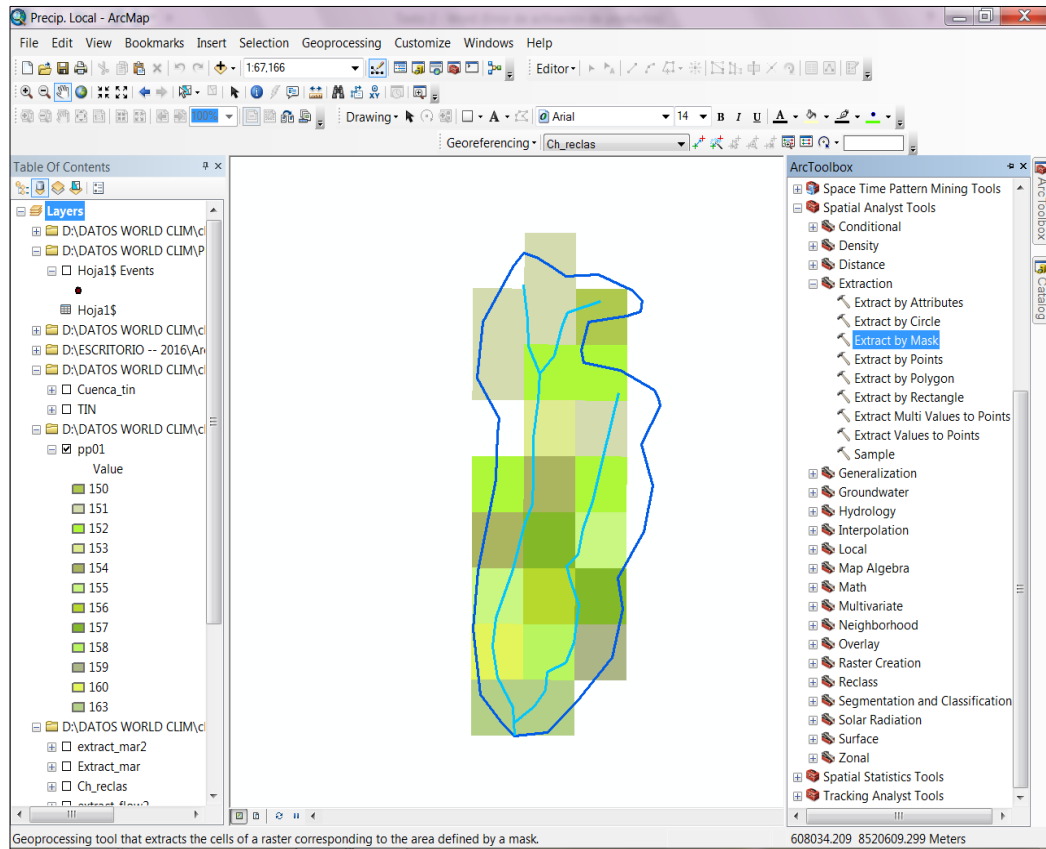 Precip. Local - ArcMap
File Edit View Bookmarks Insert Selection Geoprocessing Customize Windows Help
1:67,166 Editor
100% Drawing A Arial 14 B I U A
Georeferencing Ch_reclas
Table Of Contents
Layers
D:\DATOS WORLD CLIM\cl
D:\DATOS WORLD CLIM\P
Hoja1$ Events
Hoja1$
D:\DATOS WORLD CLIM\cl
D:\ESCRITORIO -- 2016\Ar
D:\DATOS WORLD CLIM\cl
Cuenca_tin
TIN
D:\DATOS WORLD CLIM\cl
pp01
Value
150
151
152
153
154
155
156
157
158
159
160
163
D:\DATOS WORLD CLIM\cl
extract_mar2
Extract_mar
Ch_reclas
ArcToolbox
Space Time Pattern Mining Tools
Spatial Analyst Tools
Conditional
Density
Distance
Extraction
Extract by Attributes
Extract by Circle
Extract by Mask
Extract by Points
Extract by Polygon
Extract by Rectangle
Extract Multi Values to Points
Extract Values to Points
Sample
Generalization
Groundwater
Hydrology
Interpolation
Local
Map Algebra
Math
Multivariate
Neighborhood
Overlay
Raster Creation
Reclass
Segmentation and Classification
Solar Radiation
Surface
Zonal
Spatial Statistics Tools
Tracking Analyst Tools
ArcToolbox
Catalog
Geoprocessing tool that extracts the cells of a raster corresponding to the area defined by a mask.
608034.209 8520609.299 Meters